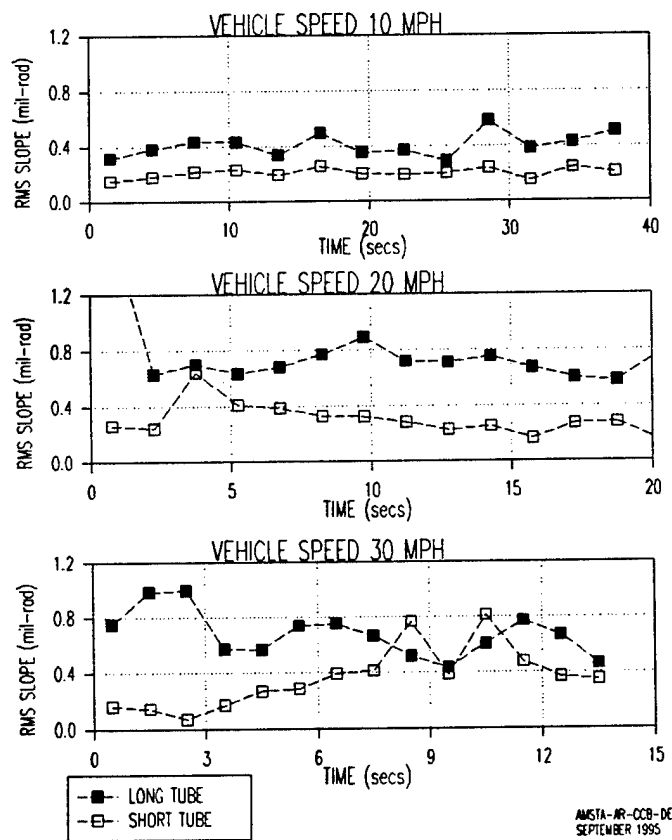 VEHICLE SPEED 10 MPH
RMS SLOPE (mil-rad)
1.2
0.8
0.4
0.0
0
10
20
30
40
TIME (secs)
VEHICLE SPEED 20 MPH
RMS SLOPE (mil-rad)
1.2
0.8
0.4
0.0
0
5
10
15
20
TIME (secs)
VEHICLE SPEED 30 MPH
RMS SLOPE (mil-rad)
1.2
0.8
0.4
0.0
0
3
6
9
12
15
TIME (secs)
LONG TUBE
SHORT TUBE
AMSTA-AR-CCB-DE
SEPTEMBER 1995